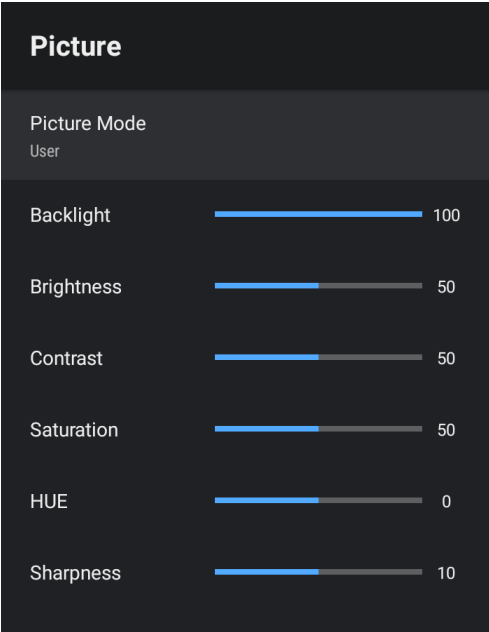 Picture
Picture Mode
User
Backlight 100
Brightness 50
Contrast 50
Saturation 50
HUE 0
Sharpness 10